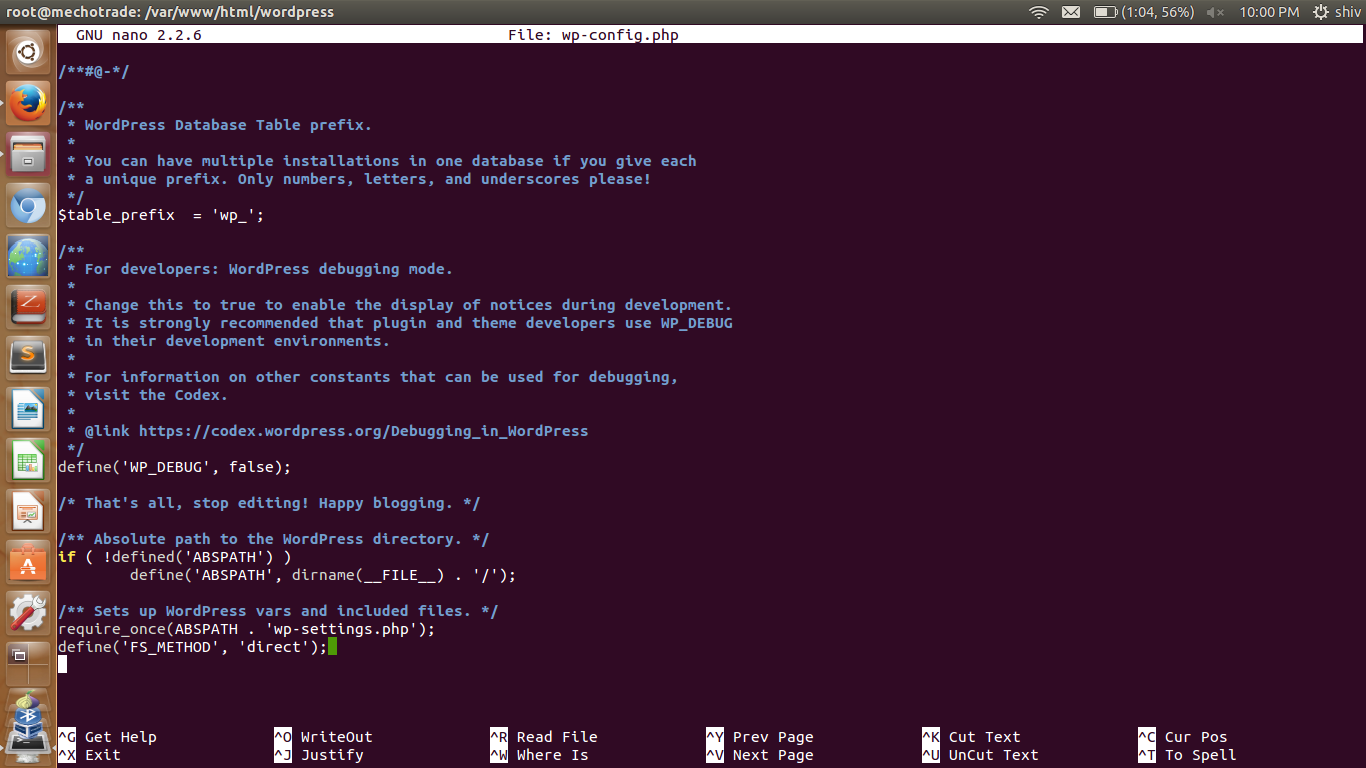 root@mechotrade: /var/www/html/wordpress (1:04, 56%) 10:00 PM shiv
GNU nano 2.2.6 File: wp-config.php
/**#@-*/
/**
 * WordPress Database Table prefix.
 *
 * You can have multiple installations in one database if you give each
 * a unique prefix. Only numbers, letters, and underscores please!
 */
$table_prefix  = 'wp_';
/**
 * For developers: WordPress debugging mode.
 *
 * Change this to true to enable the display of notices during development.
 * It is strongly recommended that plugin and theme developers use WP_DEBUG
 * in their development environments.
 *
 * For information on other constants that can be used for debugging,
 * visit the Codex.
 *
 * @link https://codex.wordpress.org/Debugging_in_WordPress
 */
define('WP_DEBUG', false);
/* That's all, stop editing! Happy blogging. */
/** Absolute path to the WordPress directory. */
if ( !defined('ABSPATH') )
        define('ABSPATH', dirname(__FILE__) . '/');
/** Sets up WordPress vars and included files. */
require_once(ABSPATH . 'wp-settings.php');
define('FS_METHOD', 'direct');
^G Get Help ^O WriteOut ^R Read File ^Y Prev Page ^K Cut Text ^C Cur Pos
^X Exit ^J Justify ^W Where Is ^V Next Page ^U UnCut Text ^T To Spell